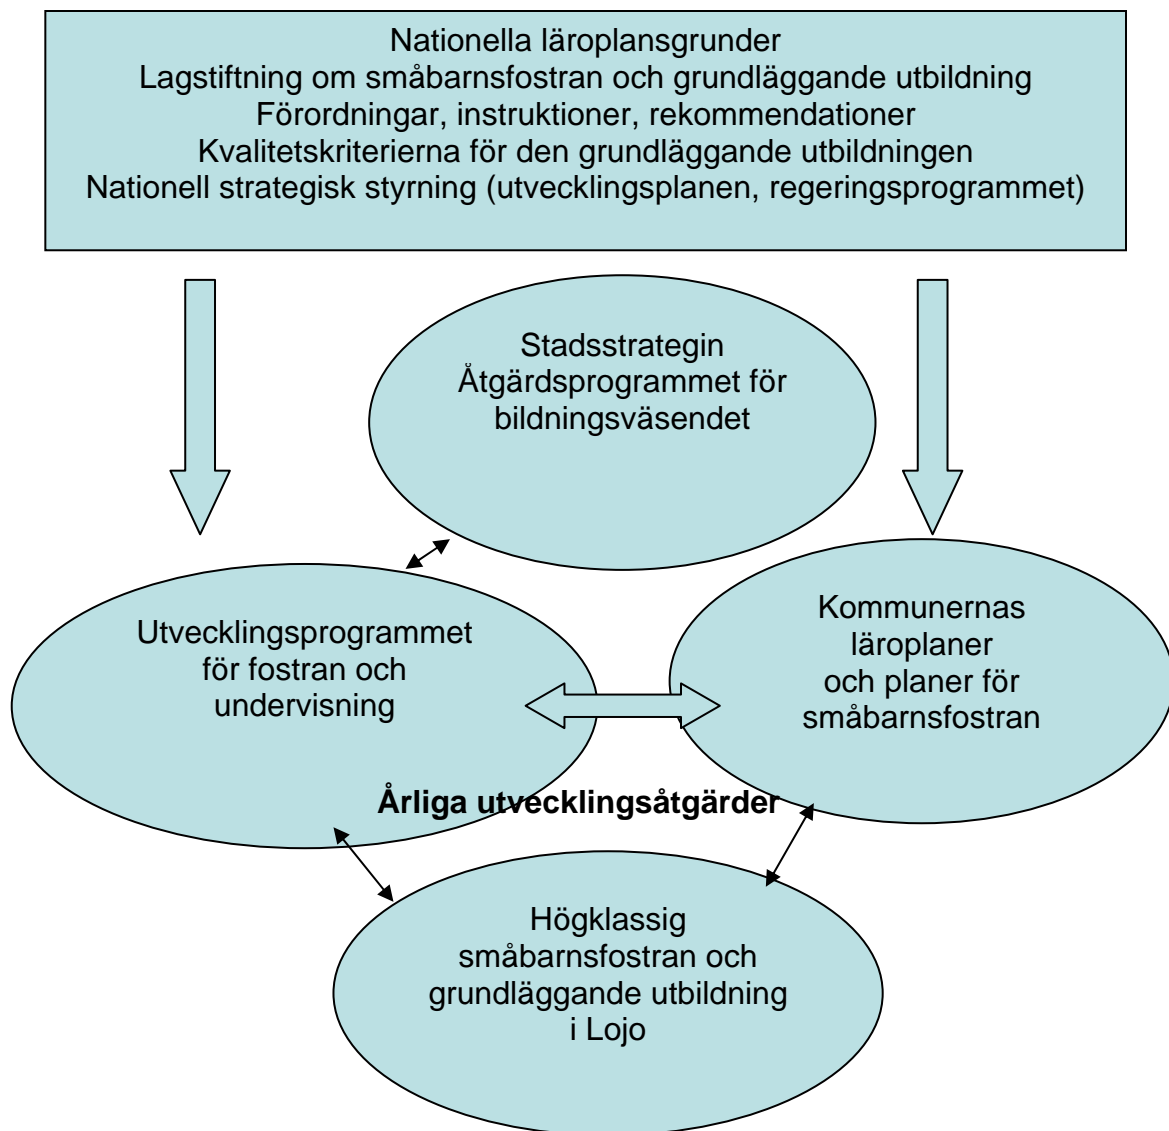 Nationella läroplansgrunder
Lagstiftning om småbarnsfostran och grundläggande utbildning
Förordningar, instruktioner, rekommendationer
Kvalitetskriterierna för den grundläggande utbildningen
Nationell strategisk styrning (utvecklingsplanen, regeringsprogrammet)
Stadsstrategin
Åtgärdsprogrammet för
bildningsväsendet
Utvecklingsprogrammet
för fostran och
undervisning
Kommunernas
läroplaner
och planer för
småbarnsfostran
Årliga utvecklingsåtgärder
Högklassig
småbarnsfostran och
grundläggande utbildning
i Lojo